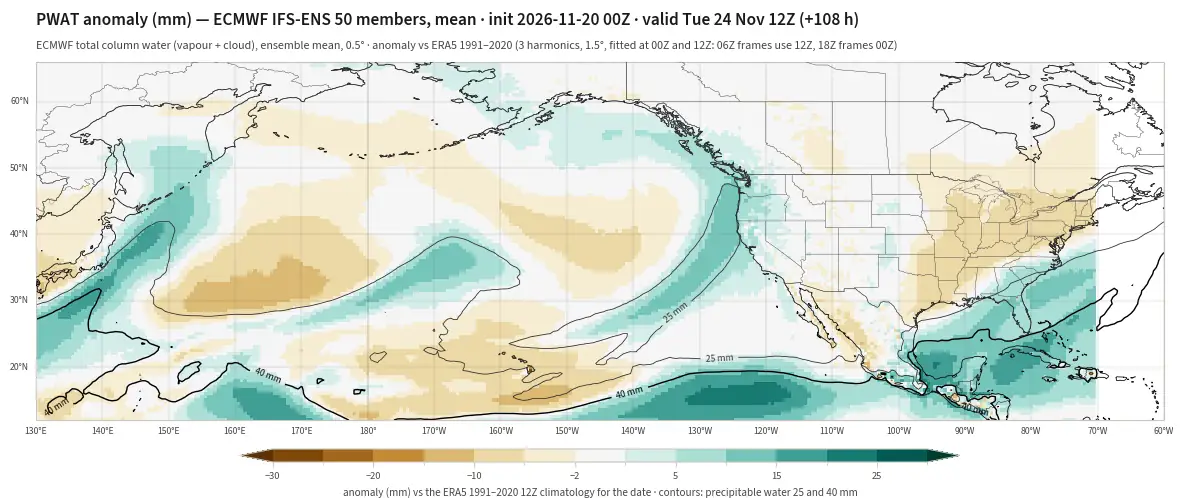 PWAT anomaly (mm) — ECMWF IFS-ENS 50 members, mean · init 2026-11-20 00Z · valid Tue 24 Nov 12Z (+108 h)
ECMWF total column water (vapour + cloud), ensemble mean, 0.5° · anomaly vs ERA5 1991–2020 (3 harmonics, 1.5°, fitted at 00Z and 12Z: 06Z frames use 12Z, 18Z frames 00Z)
60°N
50°N
40°N
30°N
25 mm
20°N
25 mm
40 mm
40 mm
40 mm
40 mm
130°E 140°E 150°E 160°E 170°E 180° 170°W 160°W 150°W 140°W 130°W 120°W 110°W 100°W 90°W 80°W 70°W 60°W
−30 −20 −10 −2 5 15 25
anomaly (mm) vs the ERA5 1991–2020 12Z climatology for the date · contours: precipitable water 25 and 40 mm